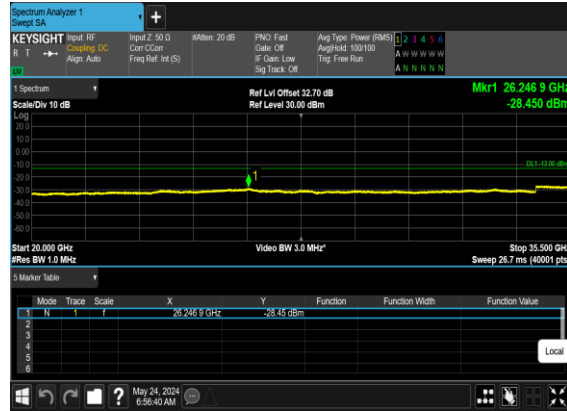 Spectrum Analyzer 1
Swept SA
+
KEYSIGHT Input: RF Input Z: 50 Ω #Atten: 20 dB PNO: Fast Avg Type: Power (RMS) 1 2 3 4 5 6
R T Coupling: DC Corr CCorr Gate: Off Avg|Hold: 100/100 A W W W W W
Align: Auto Freq Ref: Int (S) IF Gain: Low Trig: Free Run
Sig Track: Off A N N N N N
1 Spectrum Ref Lvl Offset 32.70 dB Mkr1 26.246 9 GHz
Scale/Div 10 dB Ref Level 30.00 dBm -28.450 dBm
Log
20.0
10.0
0.00
-10.0 DL1 -13.00 dBm
1
-20.0
-30.0
-40.0
-50.0
-60.0
Start 20.000 GHz Video BW 3.0 MHz* Stop 35.500 GHz
#Res BW 1.0 MHz Sweep 26.7 ms (40001 pts)
5 Marker Table
Mode Trace Scale X Y Function Function Width Function Value
1 N 1 f 26.246 9 GHz -28.45 dBm
2
3
4
5
6
Local
? May 24, 2024
6:56:40 AM